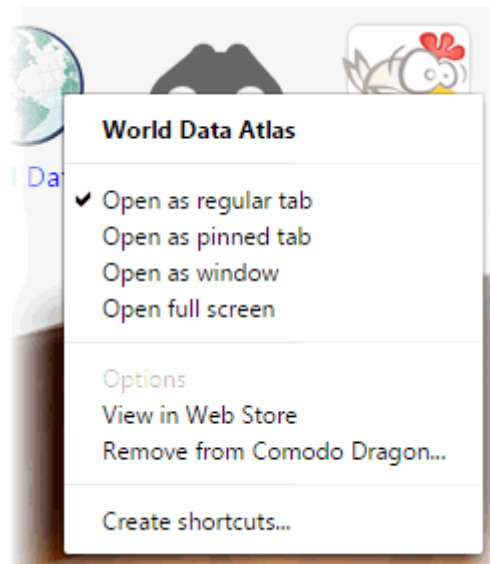 World Data Atlas
Open as regular tab
Open as pinned tab
Open as window
Open full screen
Options
View in Web Store
Remove from Comodo Dragon...
Create shortcuts...